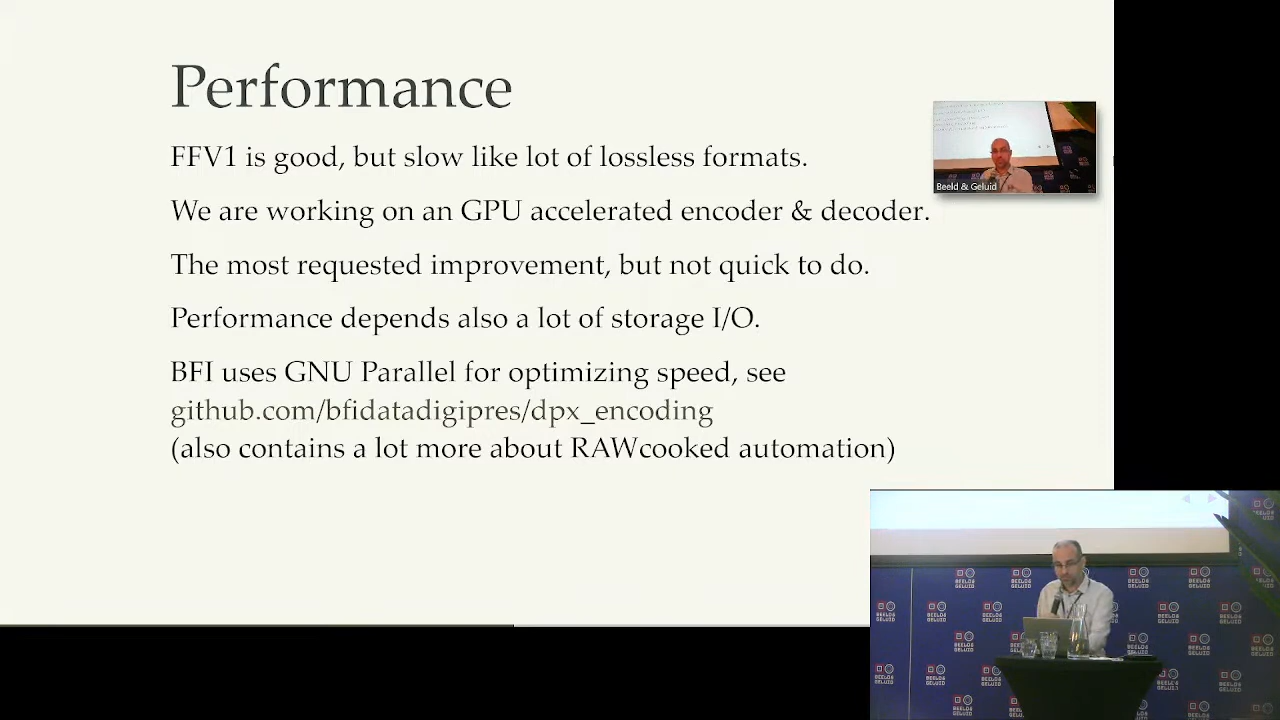 Performance
FFV1 is good, but slow like lot of lossless formats.
We are working on an GPU accelerated encoder & decoder.
The most requested improvement, but not quick to do.
Performance depends also a lot of storage I/O.
BFI uses GNU Parallel for optimizing speed, see
github.com/bfidatadigipres/dpx_encoding
(also contains a lot more about RAWcooked automation)
Beeld & Geluid
BEELD&
GELUID